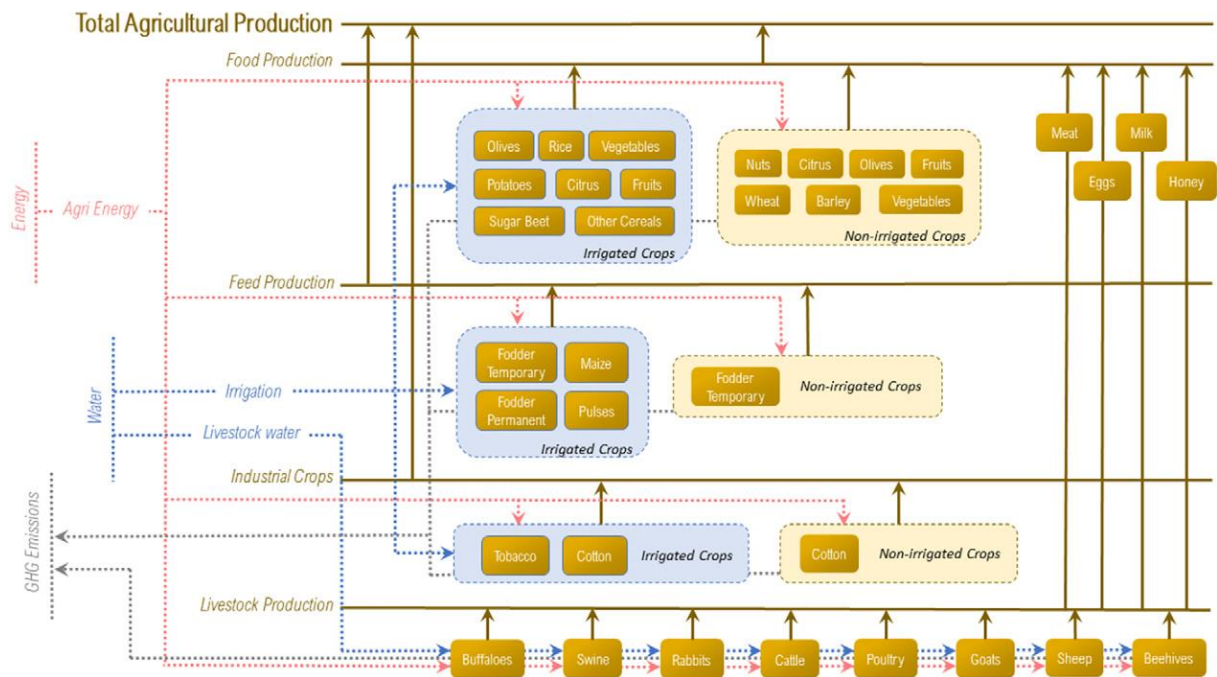 Total Agricultural Production
Food Production
Olives
Rice
Vegetables
Potatoes
Citrus
Fruits
Sugar Beet
Other Cereals
Irrigated Crops
Nuts
Citrus
Olives
Fruits
Wheat
Barley
Vegetables
Non-irrigated Crops
Meat
Milk
Eggs
Honey
Energy
Agri Energy
Feed Production
Fodder
Temporary
Maize
Fodder
Permanent
Pulses
Irrigated Crops
Fodder
Temporary
Non-irrigated Crops
Water
Irrigation
Livestock water
Industrial Crops
Tobacco
Cotton
Irrigated Crops
Cotton
Non-irrigated Crops
GHG Emissions
Livestock Production
Buffaloes
Swine
Rabbits
Cattle
Poultry
Goats
Sheep
Beehives